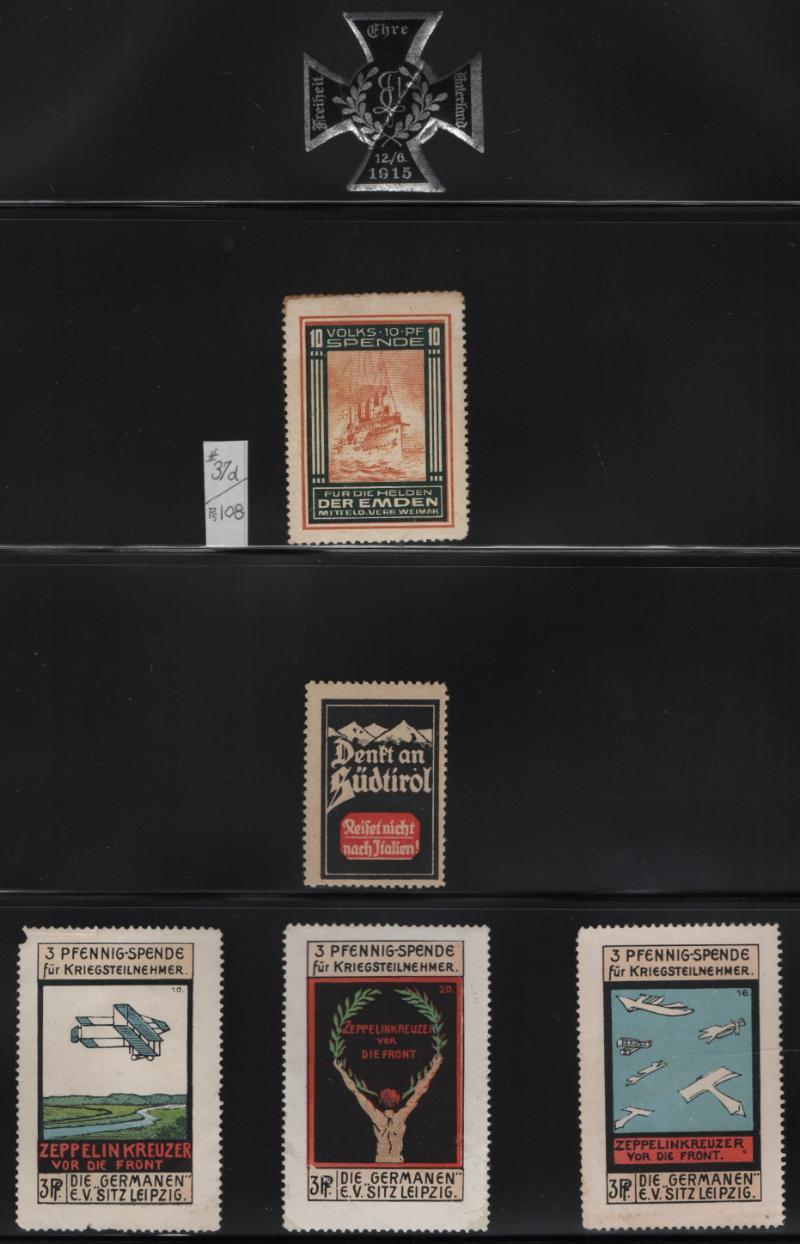 Ehre
Freiheit
Vaterland
12./6.
1915
10 VOLKS·10·PF 10
SPENDE
FÜR DIE HELDEN
DER EMDEN
MITTELD.VERB WEIMAR
#37d
Ps 108
Denkt an
Südtirol
Reiset nicht
nach Italien!
3 PFENNIG-SPENDE
für KRIEGSTEILNEHMER.
10.
ZEPPELINKREUZER
VOR DIE FRONT
3Pf. DIE „GERMANEN“
E.V. SITZ LEIPZIG.
3 PFENNIG-SPENDE
für KRIEGSTEILNEHMER.
20.
ZEPPELINKREUZER
VOR
DIE FRONT
3Pf. DIE „GERMANEN“
E.V. SITZ LEIPZIG.
3 PFENNIG-SPENDE
für KRIEGSTEILNEHMER.
16.
ZEPPELINKREUZER
VOR DIE FRONT.
3Pf. DIE „GERMANEN“
E.V. SITZ LEIPZIG.